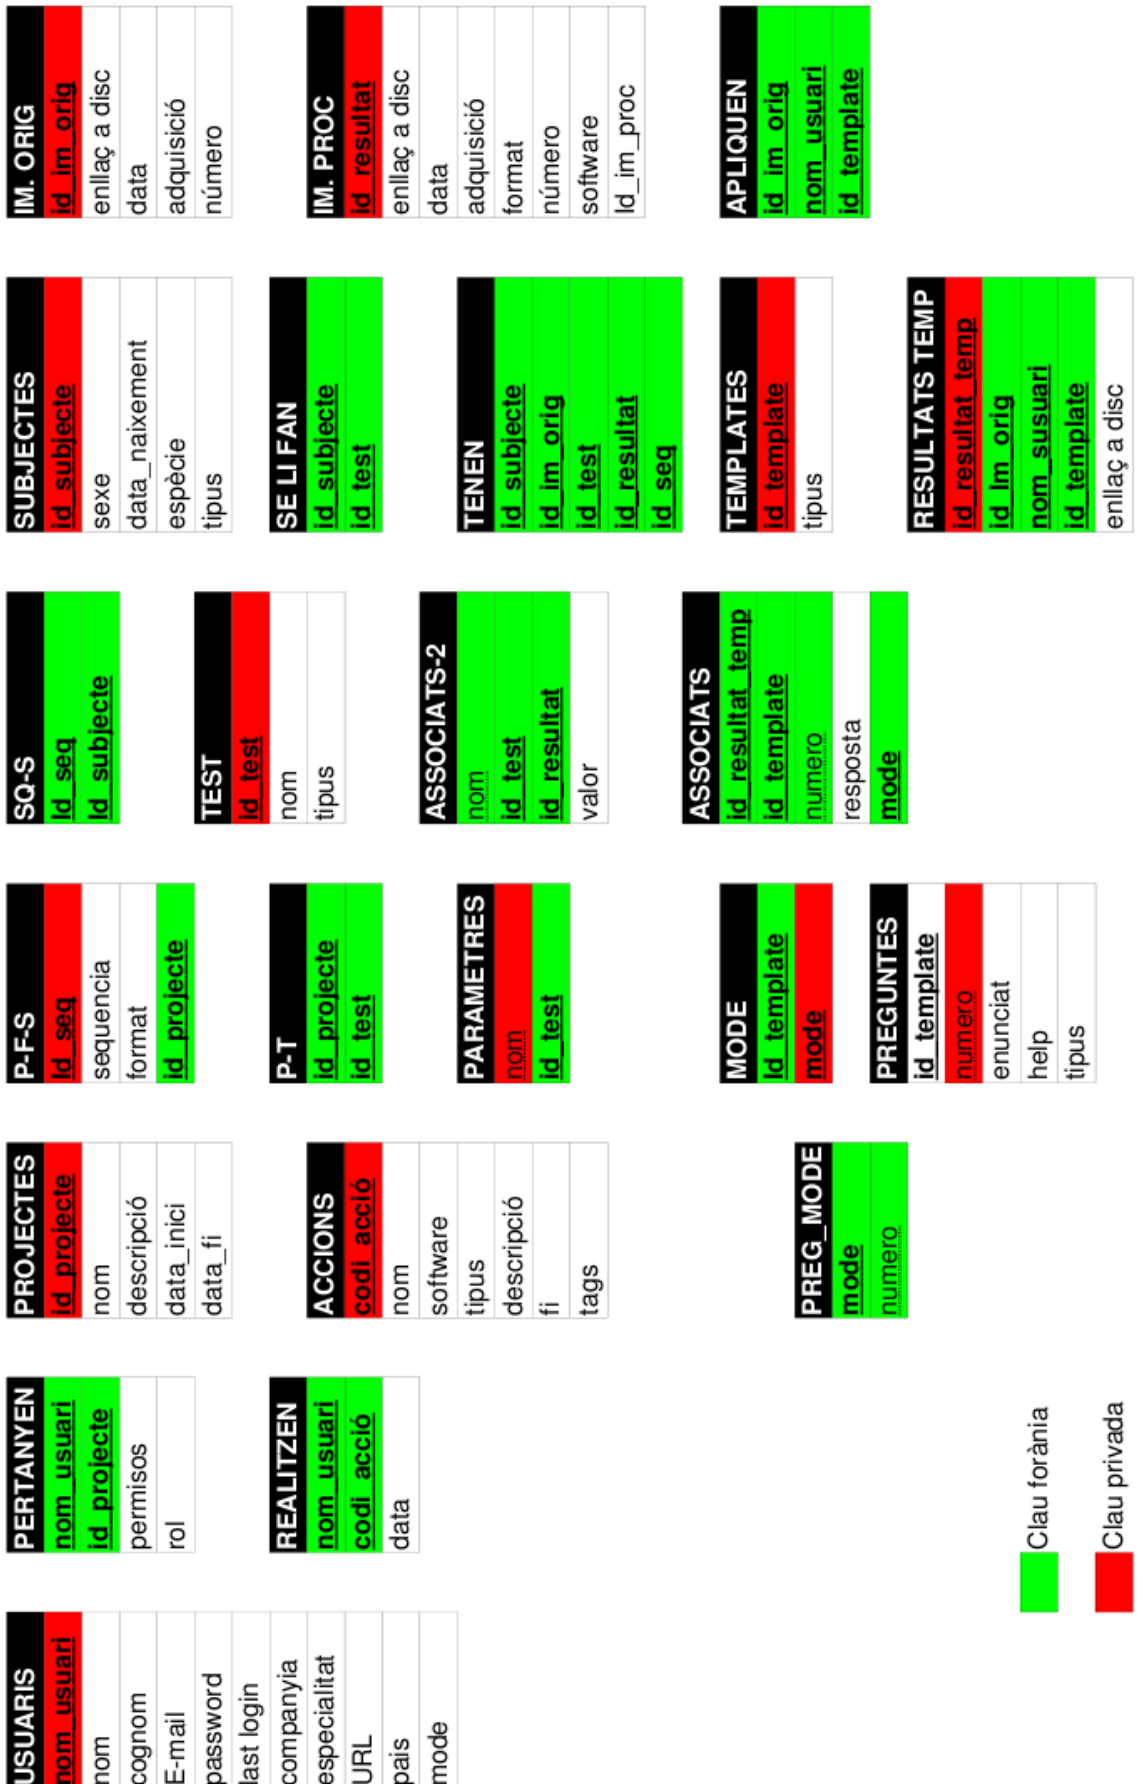 USUARIS
nom_usuari
nom
cognom
E-mail
password
last login
companyia
especialitat
URL
pais
mode
PERTANYEN
nom_usuari
id_projecte
permisos
rol
REALITZEN
nom_usuari
codi_acció
data
PROJECTES
id_projecte
nom
descripció
data_inici
data_fi
ACCIONS
codi_acció
nom
software
tipus
descripció
fi
tags
PREG_MODE
mode
numero
P-F-S
Id_seq
sequencia
format
id_projecte
P-T
id_projecte
id_test
PARAMETRES
nom
id_test
MODE
Id_template
mode
PREGUNTES
id_template
numero
enunciat
help
tipus
SQ-S
Id_seq
Id_subjecte
TEST
id_test
nom
tipus
ASSOCIATS-2
nom
id_test
id_resultat
valor
ASSOCIATS
id_resultat_temp
id_template
numero
resposta
mode
SUBJECTES
id_subjecte
sexe
data_naixement
espècie
tipus
SE LI FAN
id_subjecte
id_test
TENEN
id_subjecte
id_im_orig
id_test
id_resultat
id_seq
TEMPLATES
id_template
tipus
RESULTATS TEMP
id_resultat_temp
id_Im_orig
nom_susuari
id_template
enllaç a disc
IM. ORIG
id_im_orig
enllaç a disc
data
adquisició
número
IM. PROC
id_resultat
enllaç a disc
data
adquisició
format
número
software
Id_im_proc
APLIQUEN
id_im_orig
nom_usuari
id_template
Clau forània
Clau privada